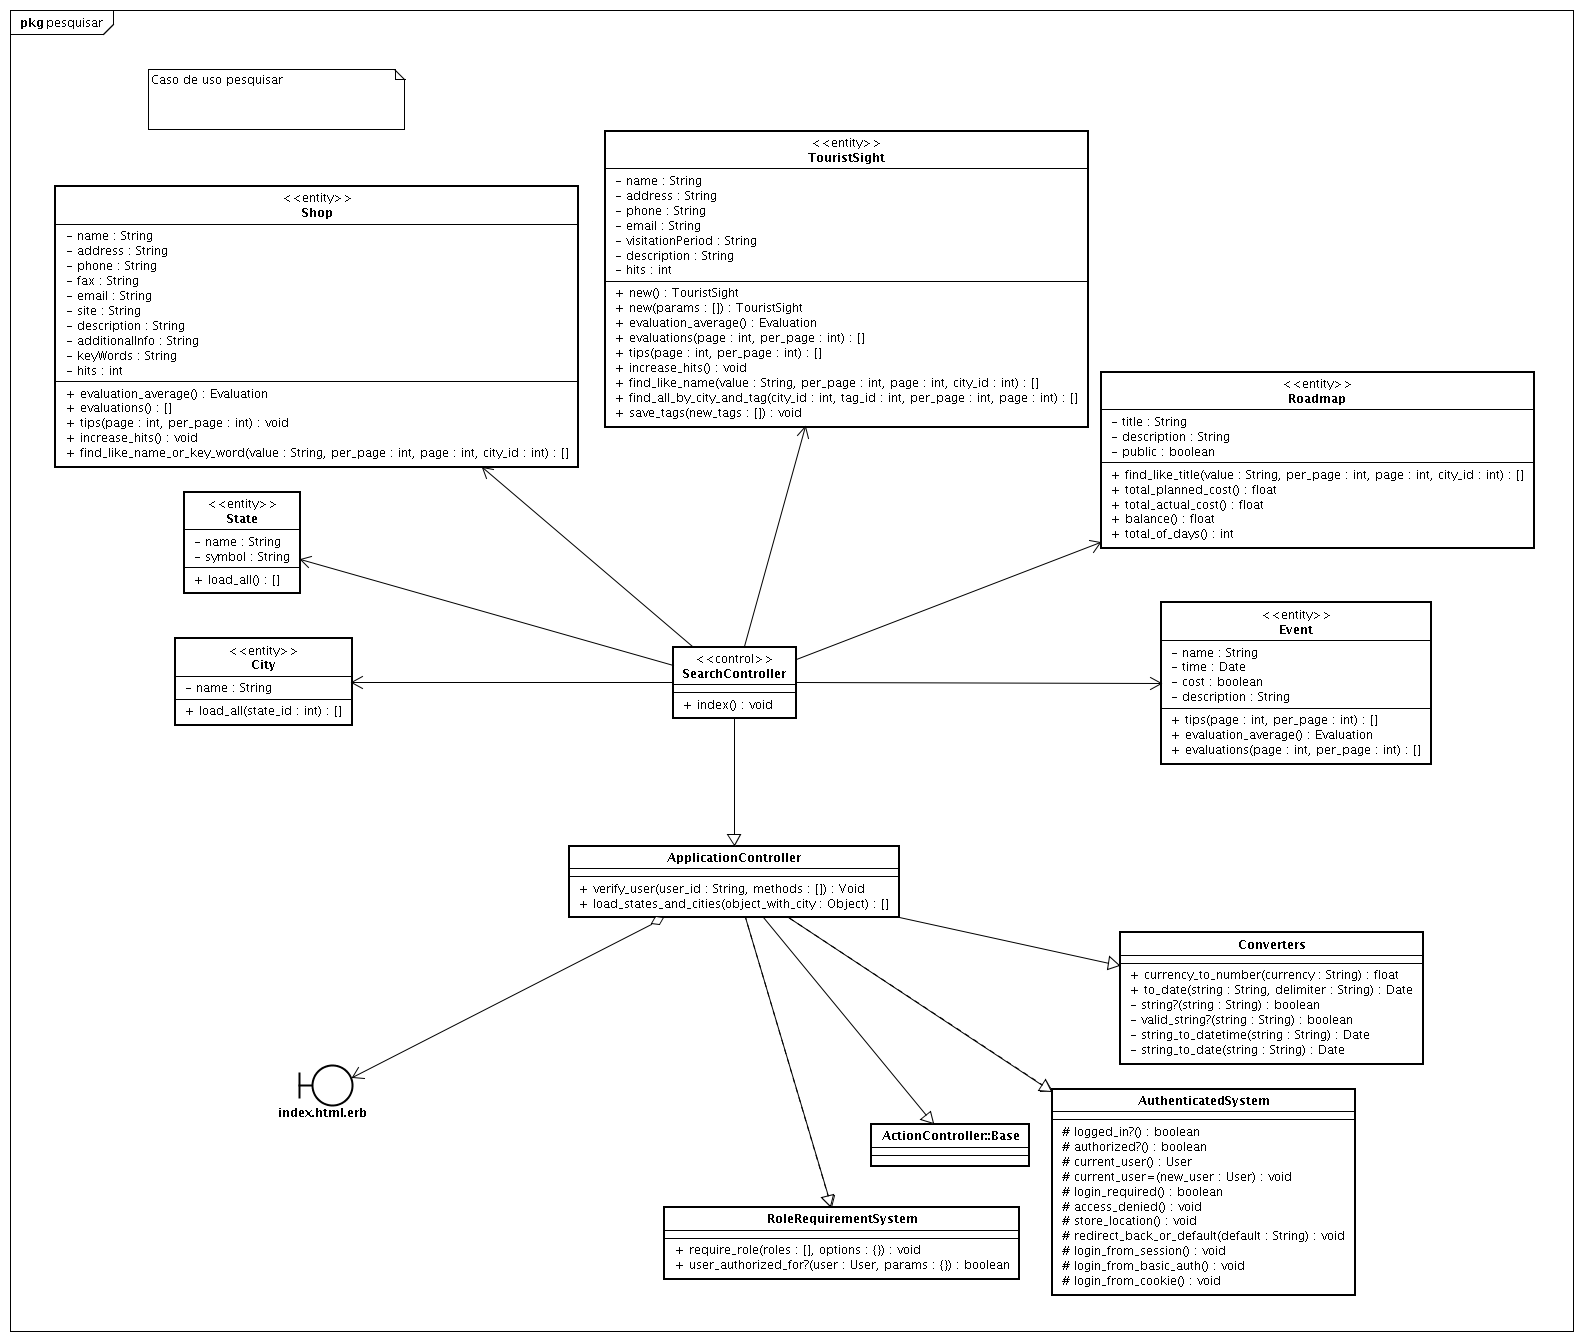 pkg pesquisar
Caso de uso pesquisar
<<entity>>
TouristSight
- name : String
- address : String
- phone : String
- email : String
- visitationPeriod : String
- description : String
- hits : int
+ new() : TouristSight
+ new(params : []) : TouristSight
+ evaluation_average() : Evaluation
+ evaluations(page : int, per_page : int) : []
+ tips(page : int, per_page : int) : []
+ increase_hits() : void
+ find_like_name(value : String, per_page : int, page : int, city_id : int) : []
+ find_all_by_city_and_tag(city_id : int, tag_id : int, per_page : int, page : int) : []
+ save_tags(new_tags : []) : void
<<entity>>
Shop
- name : String
- address : String
- phone : String
- fax : String
- email : String
- site : String
- description : String
- additionalInfo : String
- keyWords : String
- hits : int
+ evaluation_average() : Evaluation
+ evaluations() : []
+ tips(page : int, per_page : int) : void
+ increase_hits() : void
+ find_like_name_or_key_word(value : String, per_page : int, page : int, city_id : int) : []
<<entity>>
Roadmap
- title : String
- description : String
- public : boolean
+ find_like_title(value : String, per_page : int, page : int, city_id : int) : []
+ total_planned_cost() : float
+ total_actual_cost() : float
+ balance() : float
+ total_of_days() : int
<<entity>>
State
- name : String
- symbol : String
+ load_all() : []
<<entity>>
City
- name : String
+ load_all(state_id : int) : []
<<control>>
SearchController
+ index() : void
<<entity>>
Event
- name : String
- time : Date
- cost : boolean
- description : String
+ tips(page : int, per_page : int) : []
+ evaluation_average() : Evaluation
+ evaluations(page : int, per_page : int) : []
ApplicationController
+ verify_user(user_id : String, methods : []) : Void
+ load_states_and_cities(object_with_city : Object) : []
Converters
+ currency_to_number(currency : String) : float
+ to_date(string : String, delimiter : String) : Date
- string?(string : String) : boolean
- valid_string?(string : String) : boolean
- string_to_datetime(string : String) : Date
- string_to_date(string : String) : Date
index.html.erb
ActionController::Base
AuthenticatedSystem
# logged_in?() : boolean
# authorized?() : boolean
# current_user() : User
# current_user=(new_user : User) : void
# login_required() : boolean
# access_denied() : void
# store_location() : void
# redirect_back_or_default(default : String) : void
# login_from_session() : void
# login_from_basic_auth() : void
# login_from_cookie() : void
RoleRequirementSystem
+ require_role(roles : [], options : {}) : void
+ user_authorized_for?(user : User, params : {}) : boolean